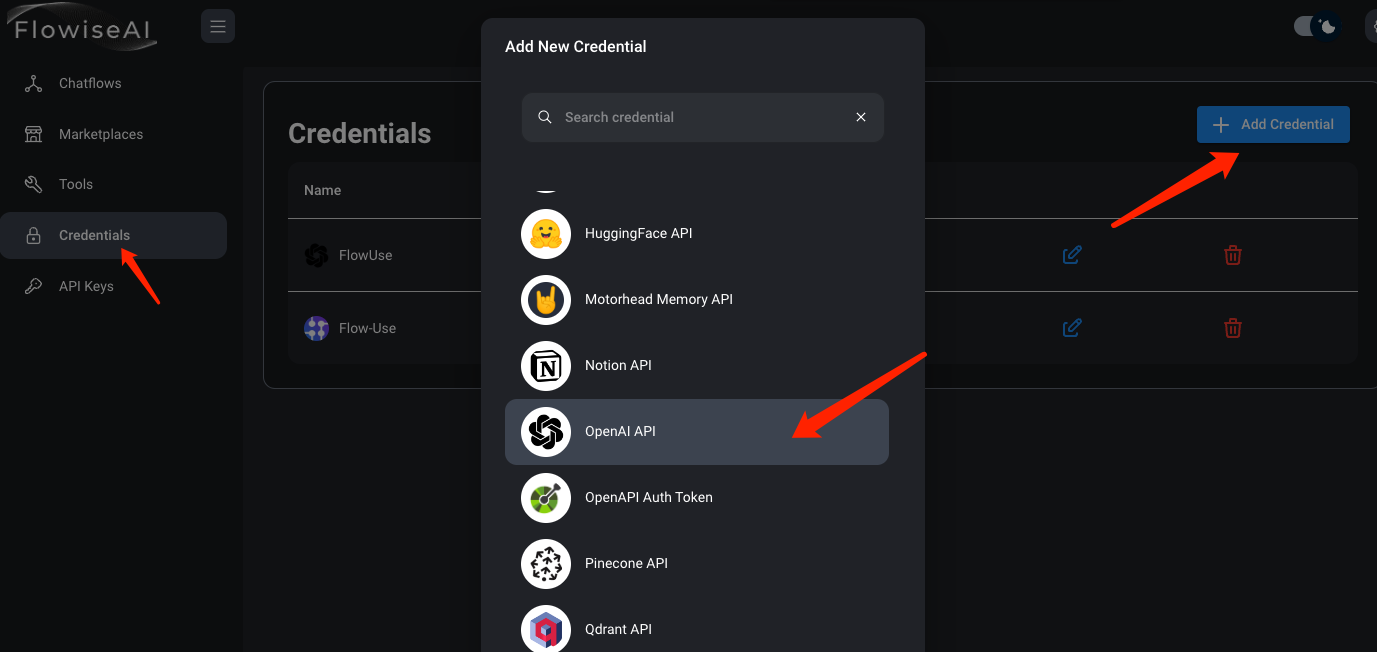 FlowiseAI
Chatflows
Marketplaces
Tools
Credentials
API Keys
Credentials
Add Credential
Name
FlowUse
Flow-Use
Add New Credential
Search credential
HuggingFace API
Motorhead Memory API
Notion API
OpenAI API
OpenAPI Auth Token
Pinecone API
Qdrant API